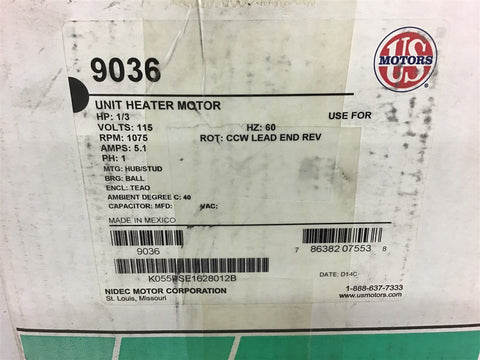 US
MOTORS
9036
UNIT HEATER MOTOR
HP: 1/3 USE FOR
VOLTS: 115 HZ: 60
RPM: 1075 ROT: CCW LEAD END REV
AMPS: 5.1
PH: 1
MTG: HUB/STUD
BRG: BALL
ENCL: TEAO
AMBIENT DEGREE C: 40
CAPACITOR: MFD: VAC:
MADE IN MEXICO
9036 7 86382 07553 8
DATE: D14C
NIDEC MOTOR CORPORATION 1-888-637-7333
St. Louis, Missouri www.usmotors.com